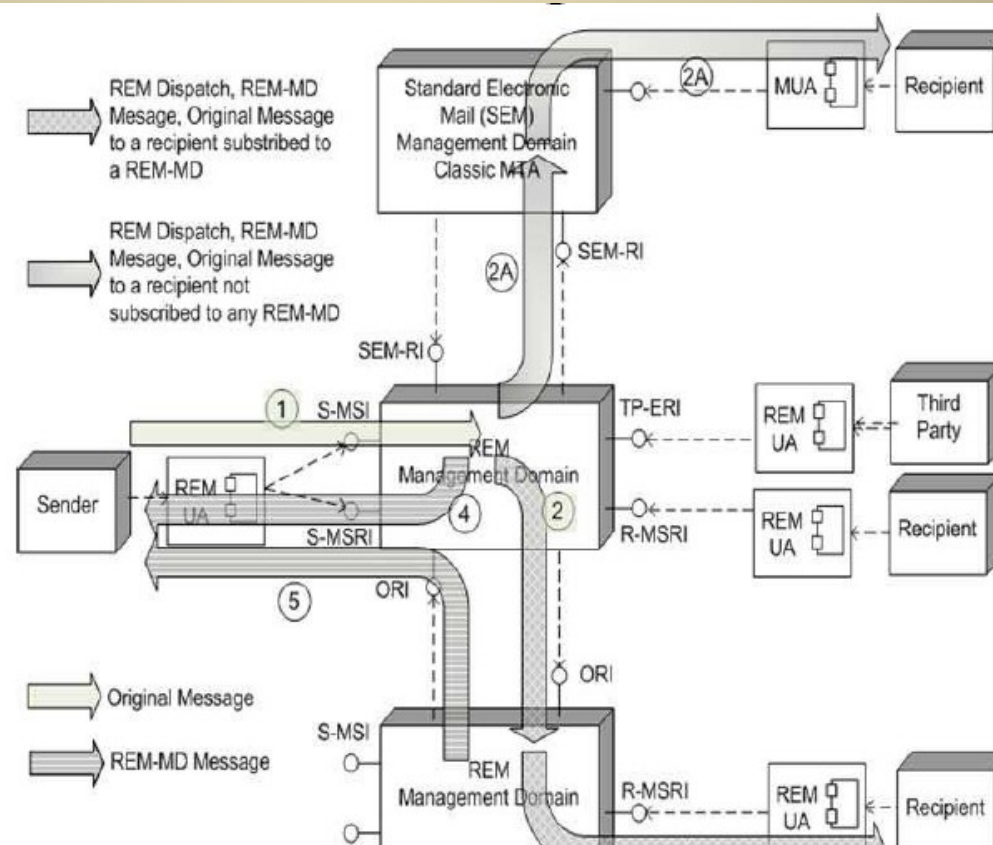 REM Dispatch, REM-MD
Mesage, Original Message
to a recipient substribed to
a REM-MD
REM Dispatch, REM-MD
Mesage, Original Message
to a recipient not
subscribed to any REM-MD
Standard Electronic
Mail (SEM)
Management Domain
Classic MTA
2A
MUA
Recipient
2A
SEM-RI
SEM-RI
1
S-MSI
REM
Management Domain
TP-ERI
REM
UA
Third
Party
Sender
REM
UA
4
2
S-MSRI
R-MSRI
REM
UA
Recipient
5
ORI
ORI
Original Message
REM-MD Message
S-MSI
REM
Management Domain
R-MSRI
REM
UA
Recipient